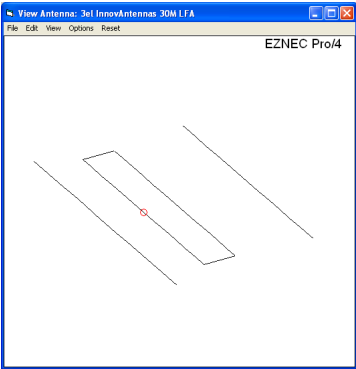 View Antenna: 3el InnovAntennas 30M LFA
File Edit View Options Reset
EZNEC Pro/4